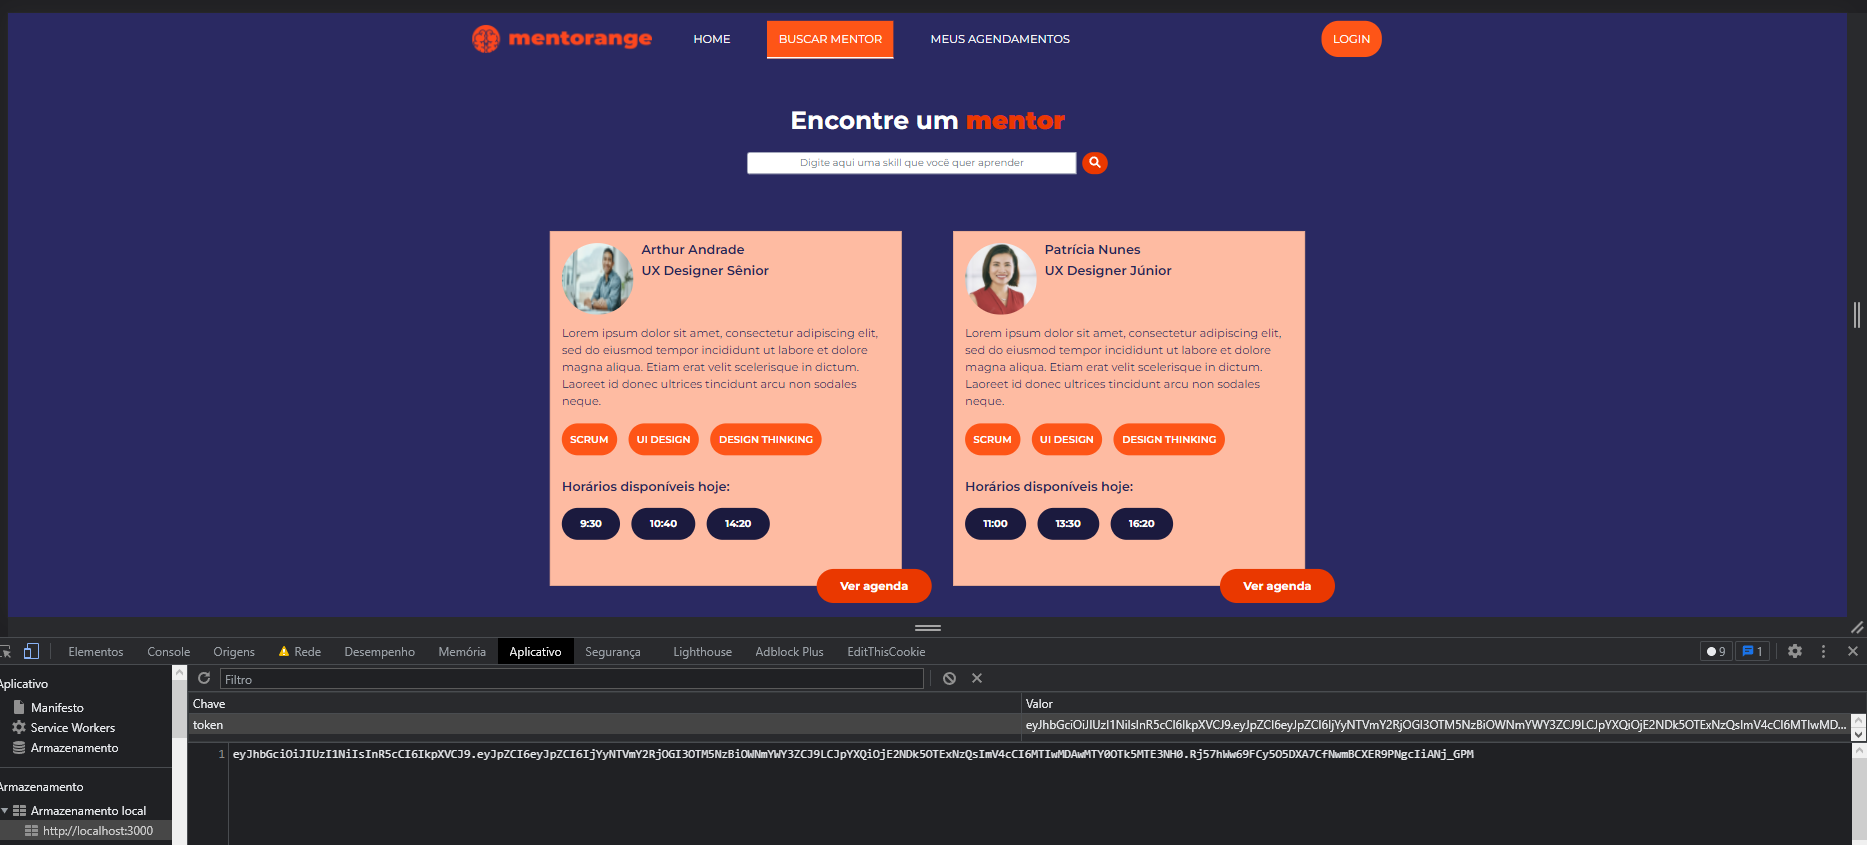 mentorange HOME BUSCAR MENTOR MEUS AGENDAMENTOS LOGIN
Encontre um mentor
Digite aqui uma skill que você quer aprender
Arthur Andrade
UX Designer Sênior
Lorem ipsum dolor sit amet, consectetur adipiscing elit,
sed do eiusmod tempor incididunt ut labore et dolore
magna aliqua. Etiam erat velit scelerisque in dictum.
Laoreet id donec ultrices tincidunt arcu non sodales
neque.
SCRUM UI DESIGN DESIGN THINKING
Horários disponíveis hoje:
9:30 10:40 14:20
Ver agenda
Patrícia Nunes
UX Designer Júnior
Lorem ipsum dolor sit amet, consectetur adipiscing elit,
sed do eiusmod tempor incididunt ut labore et dolore
magna aliqua. Etiam erat velit scelerisque in dictum.
Laoreet id donec ultrices tincidunt arcu non sodales
neque.
SCRUM UI DESIGN DESIGN THINKING
Horários disponíveis hoje:
11:00 13:30 16:20
Ver agenda
Elementos Console Origens Rede Desempenho Memória Aplicativo Segurança Lighthouse Adblock Plus EditThisCookie 9 1
Aplicativo
Manifesto
Service Workers
Armazenamento
Armazenamento
Armazenamento local
http://localhost:3000
Filtro
Chave Valor
token eyJhbGciOiJIUzI1NiIsInR5cCI6IkpXVCJ9.eyJpZCI6eyJpZCI6IjYyNTVmY2RjOGI3OTM5NzBiOWNmYWY3ZCJ9LCJpYXQiOjE2NDk5OTExNzQsImV4cCI6MTIwMD...
1 eyJhbGciOiJIUzI1NiIsInR5cCI6IkpXVCJ9.eyJpZCI6eyJpZCI6IjYyNTVmY2RjOGI3OTM5NzBiOWNmYWY3ZCJ9LCJpYXQiOjE2NDk5OTExNzQsImV4cCI6MTIwMDAwMTY0OTk5MTE3NH0.Rj57hWw69FCy5O5DXA7CfNwmBCXER9PNgcIiANj_GPM